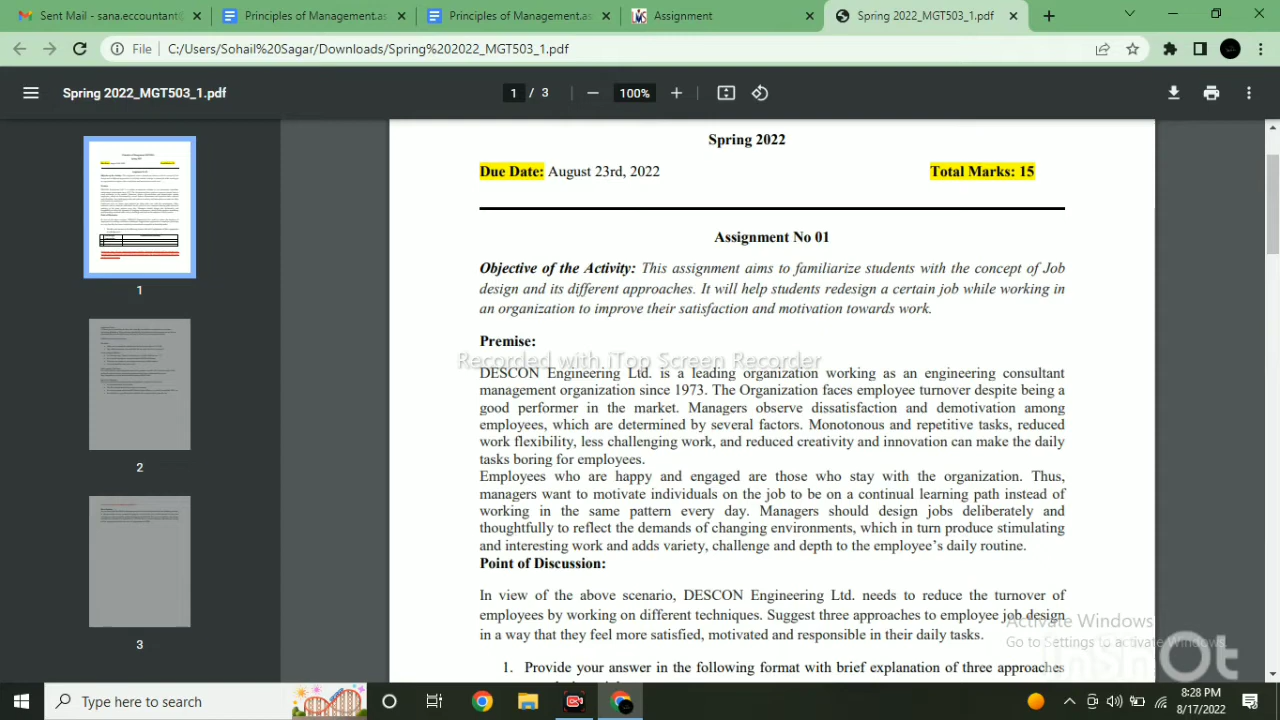 Sent Mail - sana.eccountant
Principles of Management.as
Principles of Management.as
Assignment
Spring 2022_MGT503_1.pdf
File
C:/Users/Sohail%20Sagar/Downloads/Spring%202022_MGT503_1.pdf
Spring 2022_MGT503_1.pdf
1 / 3
100%
1
2
3
Spring 2022
Due Date: August 23rd, 2022
Total Marks: 15
Assignment No 01
Objective of the Activity: This assignment aims to familiarize students with the concept of Job
design and its different approaches. It will help students redesign a certain job while working in
an organization to improve their satisfaction and motivation towards work.
Premise:
Recorded with iTop Screen Recorder
DESCON Engineering Ltd. is a leading organization working as an engineering consultant
management organization since 1973. The Organization faces employee turnover despite being a
good performer in the market. Managers observe dissatisfaction and demotivation among
employees, which are determined by several factors. Monotonous and repetitive tasks, reduced
work flexibility, less challenging work, and reduced creativity and innovation can make the daily
tasks boring for employees.
Employees who are happy and engaged are those who stay with the organization. Thus,
managers want to motivate individuals on the job to be on a continual learning path instead of
working in the same pattern every day. Managers should design jobs deliberately and
thoughtfully to reflect the demands of changing environments, which in turn produce stimulating
and interesting work and adds variety, challenge and depth to the employee's daily routine.
Point of Discussion:
In view of the above scenario, DESCON Engineering Ltd. needs to reduce the turnover of
employees by working on different techniques. Suggest three approaches to employee job design
in a way that they feel more satisfied, motivated and responsible in their daily tasks.
1. Provide your answer in the following format with brief explanation of three approaches
Activate Windows
Go to Settings to activate Windows.
InShOt
Type here to search
8:28 PM
8/17/2022